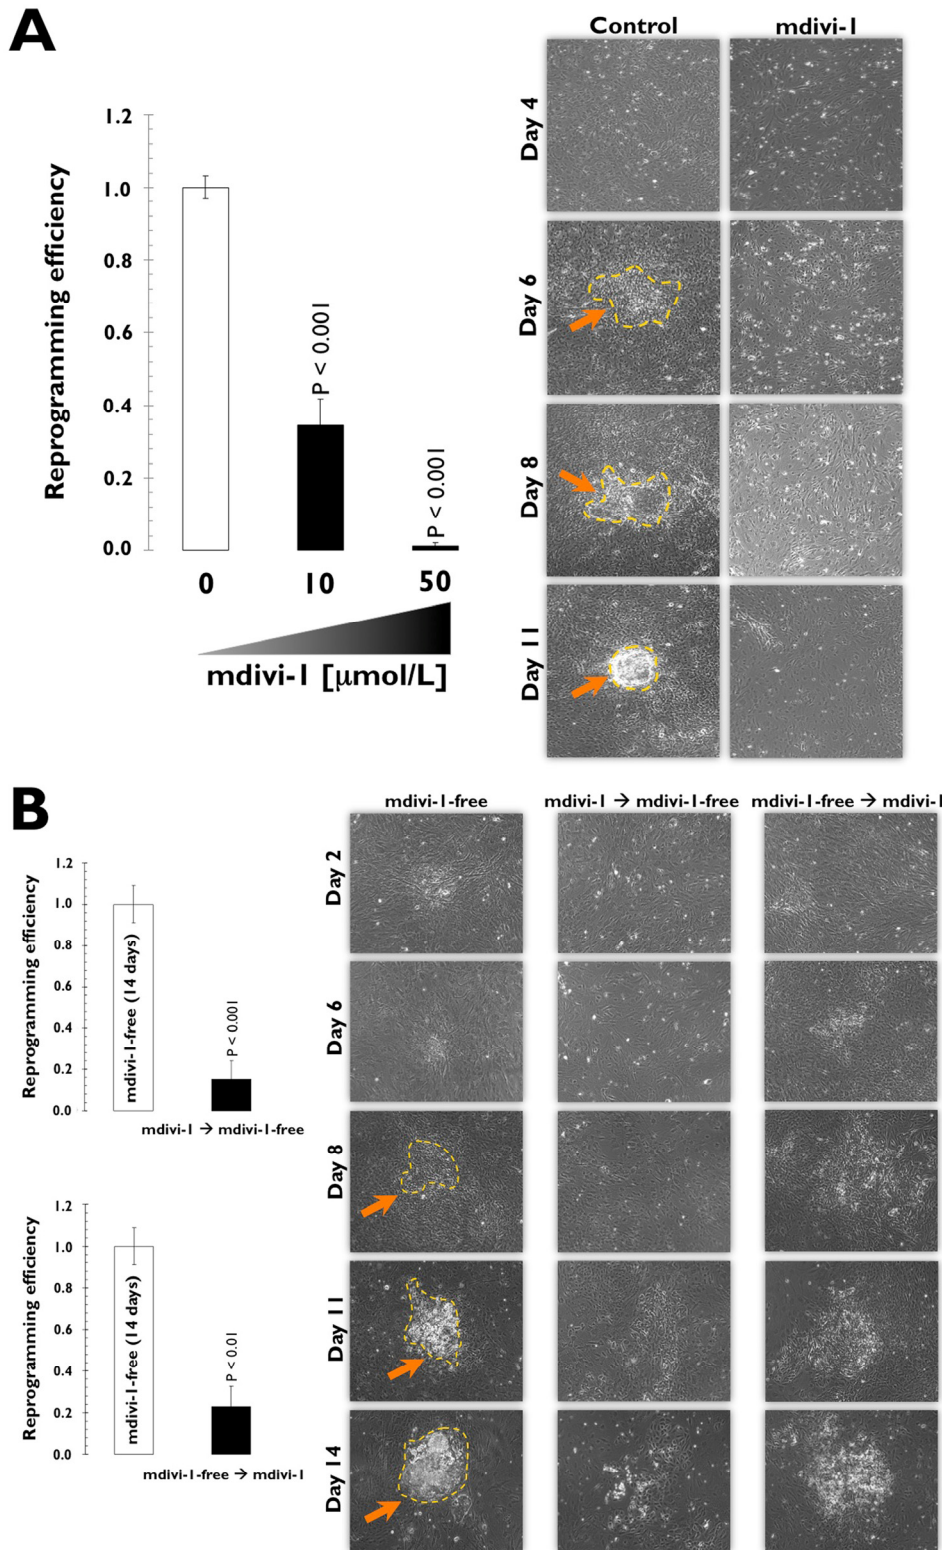 A
Control
mdivi-1
Reprogramming efficiency
1.2
1.0
0.8
0.6
0.4
0.2
0.0
P < 0.001
P < 0.001
0
10
50
mdivi-1 [μmol/L]
Day 4
Day 6
Day 8
Day 11
B
mdivi-1-free
mdivi-1 → mdivi-1-free
mdivi-1-free → mdivi-1
Reprogramming efficiency
1.2
1.0
0.8
0.6
0.4
0.2
0.0
mdivi-1-free (14 days)
P < 0.001
mdivi-1 → mdivi-1-free
Reprogramming efficiency
1.2
1.0
0.8
0.6
0.4
0.2
0.0
mdivi-1-free (14 days)
P < 0.01
mdivi-1-free → mdivi-1
Day 2
Day 6
Day 8
Day 11
Day 14